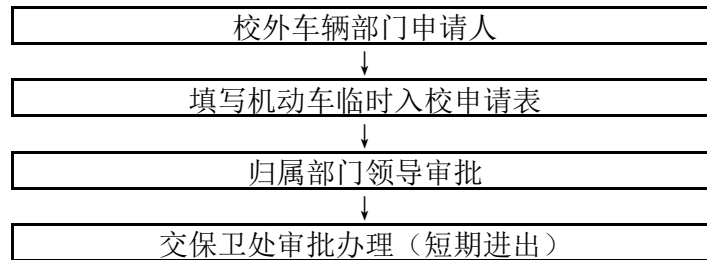 校外车辆部门申请人
↓
填写机动车临时入校申请表
↓
归属部门领导审批
↓
交保卫处审批办理（短期进出）